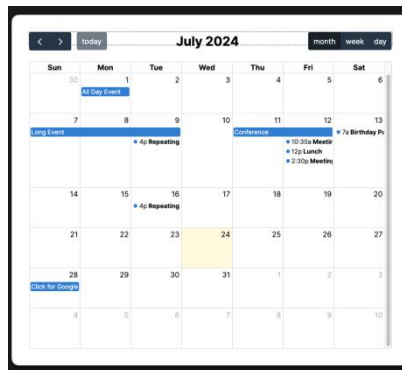 today
July 2024
month week day
Sun Mon Tue Wed Thu Fri Sat
30 1 2 3 4 5 6
All Day Event
7 8 9 10 11 12 13
Long Event Conference 7a Birthday Pa
4p Repeating 10:30a Meetin
12p Lunch
2:30p Meeting
14 15 16 17 18 19 20
4p Repeating
21 22 23 24 25 26 27
28 29 30 31 1 2 3
Click for Google
4 5 6 7 8 9 10